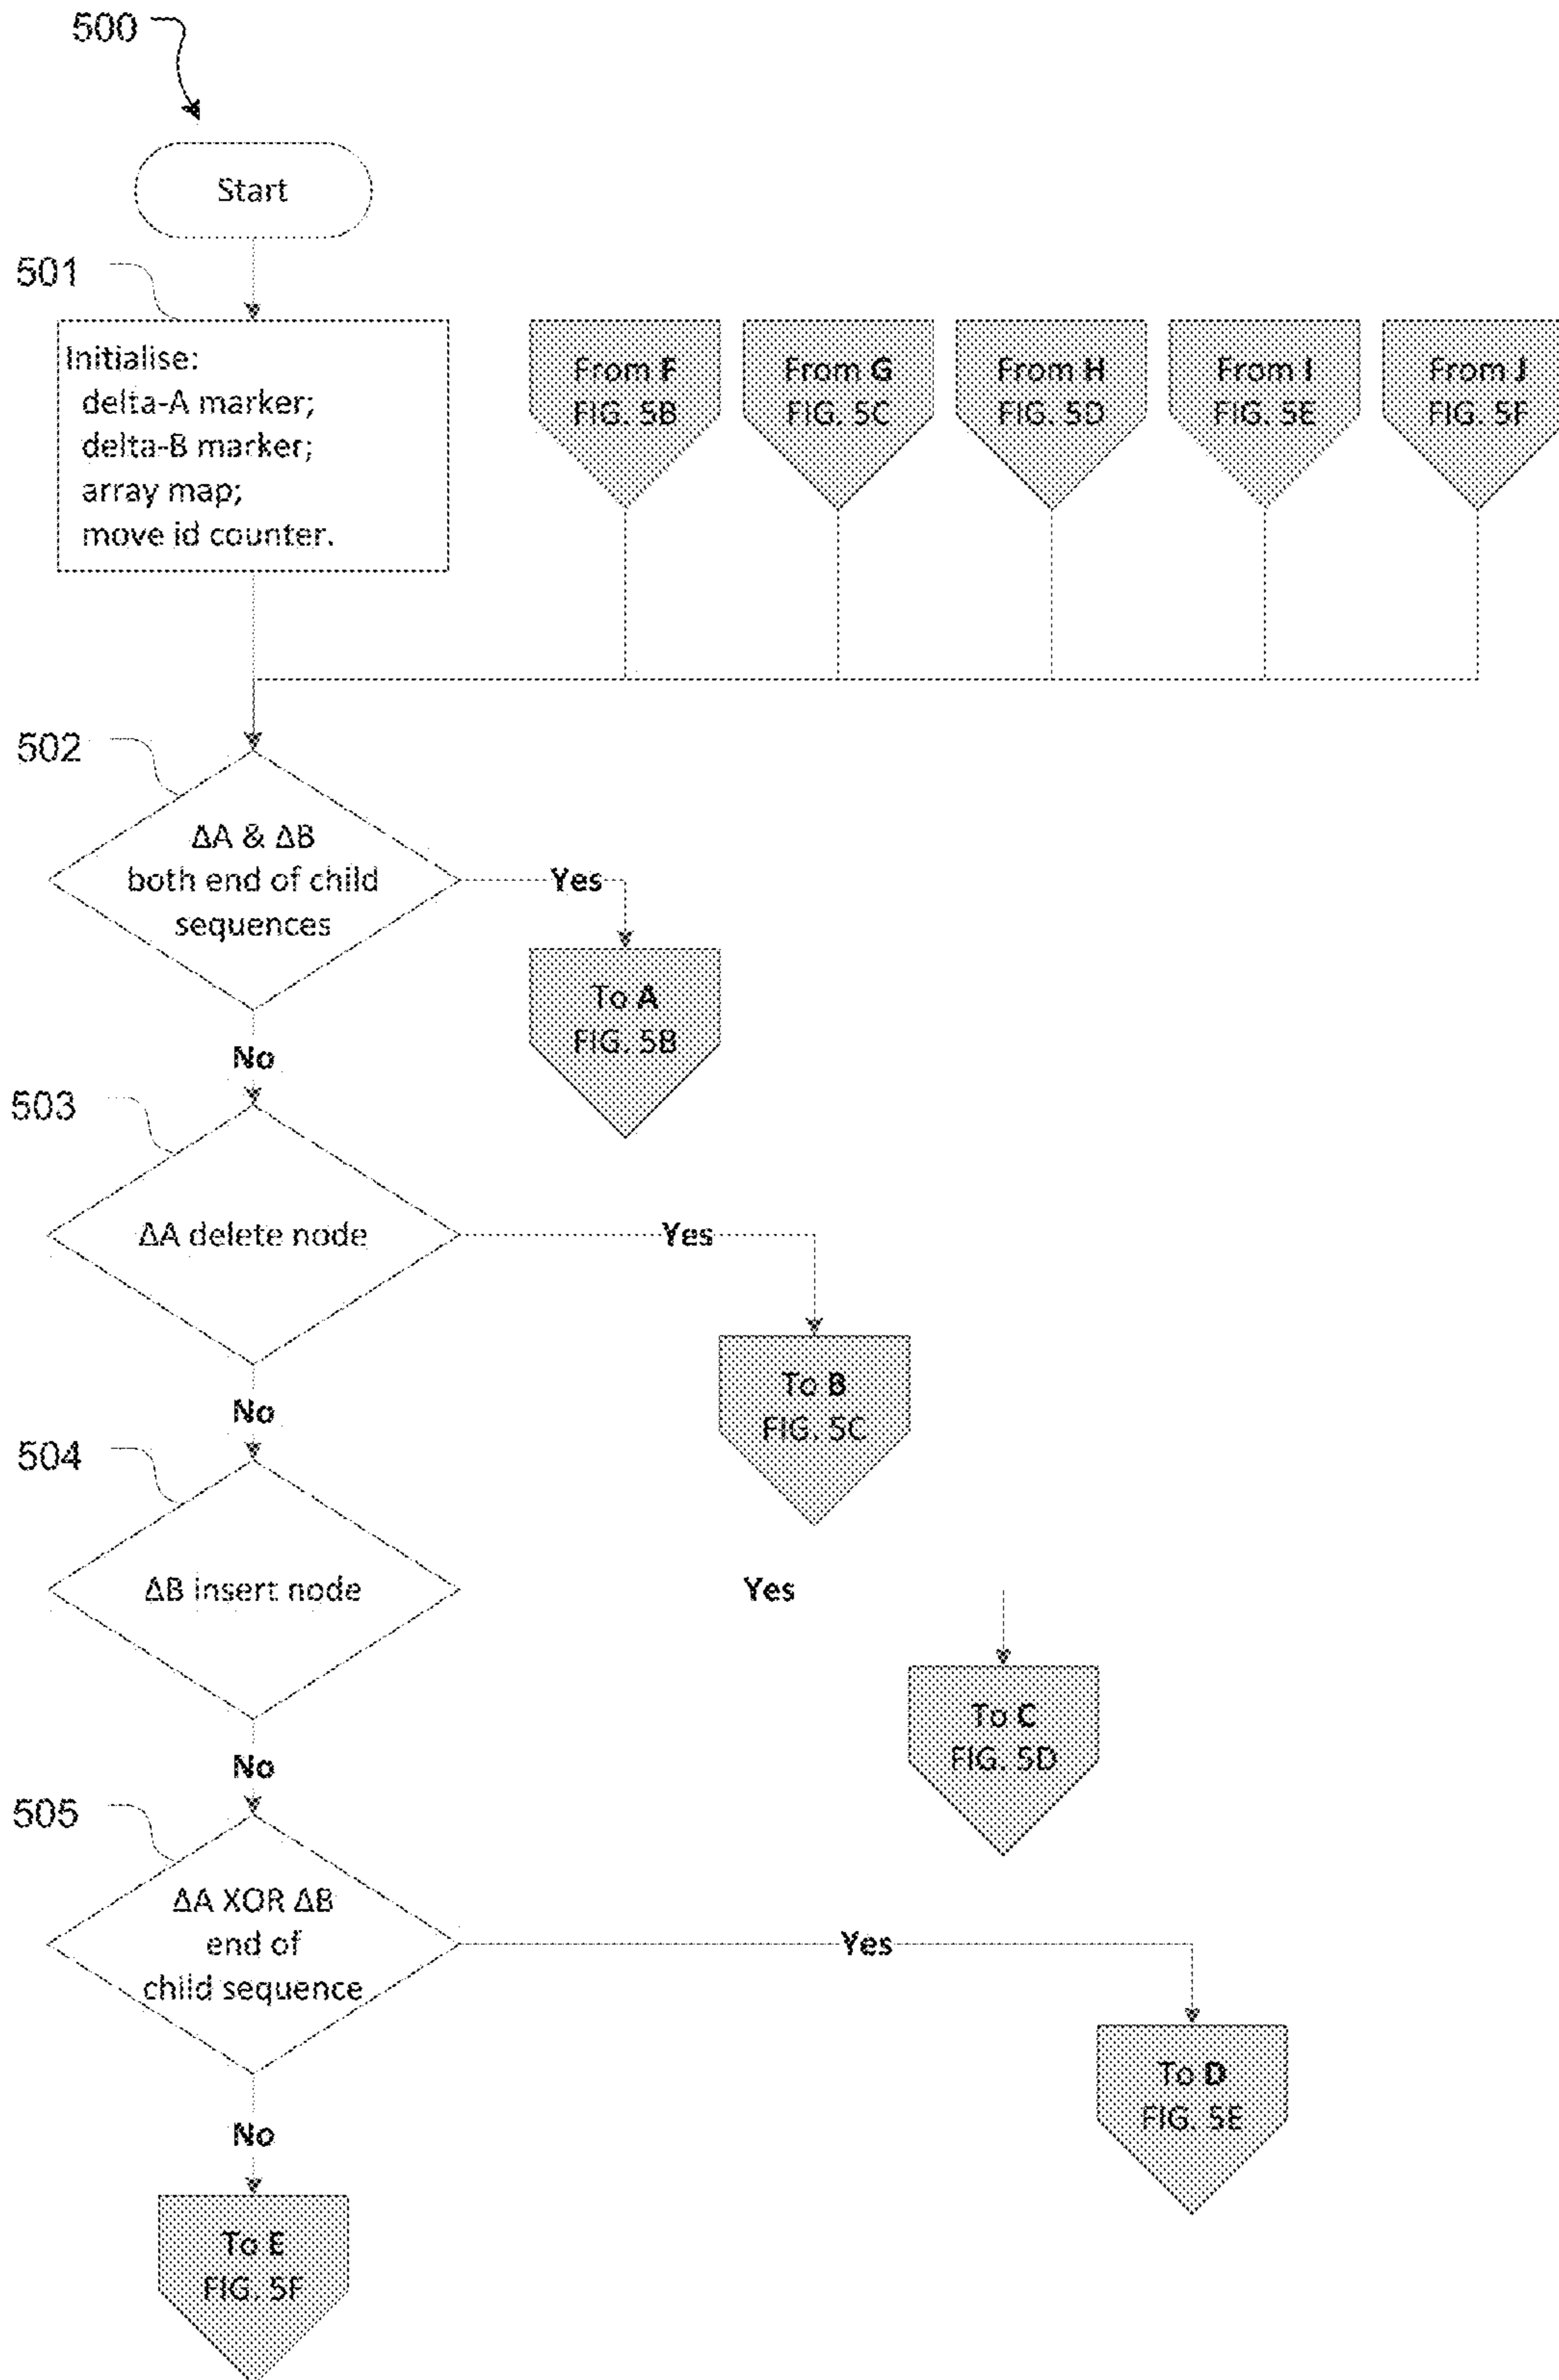 500
Start
501
Initialise:
delta-A marker;
delta-B marker;
array map;
move id counter.
From F
FIG. 5B
From G
FIG. 5C
From H
FIG. 5D
From I
FIG. 5E
From J
FIG. 5F
502
ΔA & ΔB
both end of child
sequences
Yes
To A
FIG. 5B
No
503
ΔA delete node
Yes
To B
FIG. 5C
No
504
ΔB insert node
Yes
To C
FIG. 5D
No
505
ΔA XOR ΔB
end of
child sequence
Yes
To D
FIG. 5E
No
To E
FIG. 5F